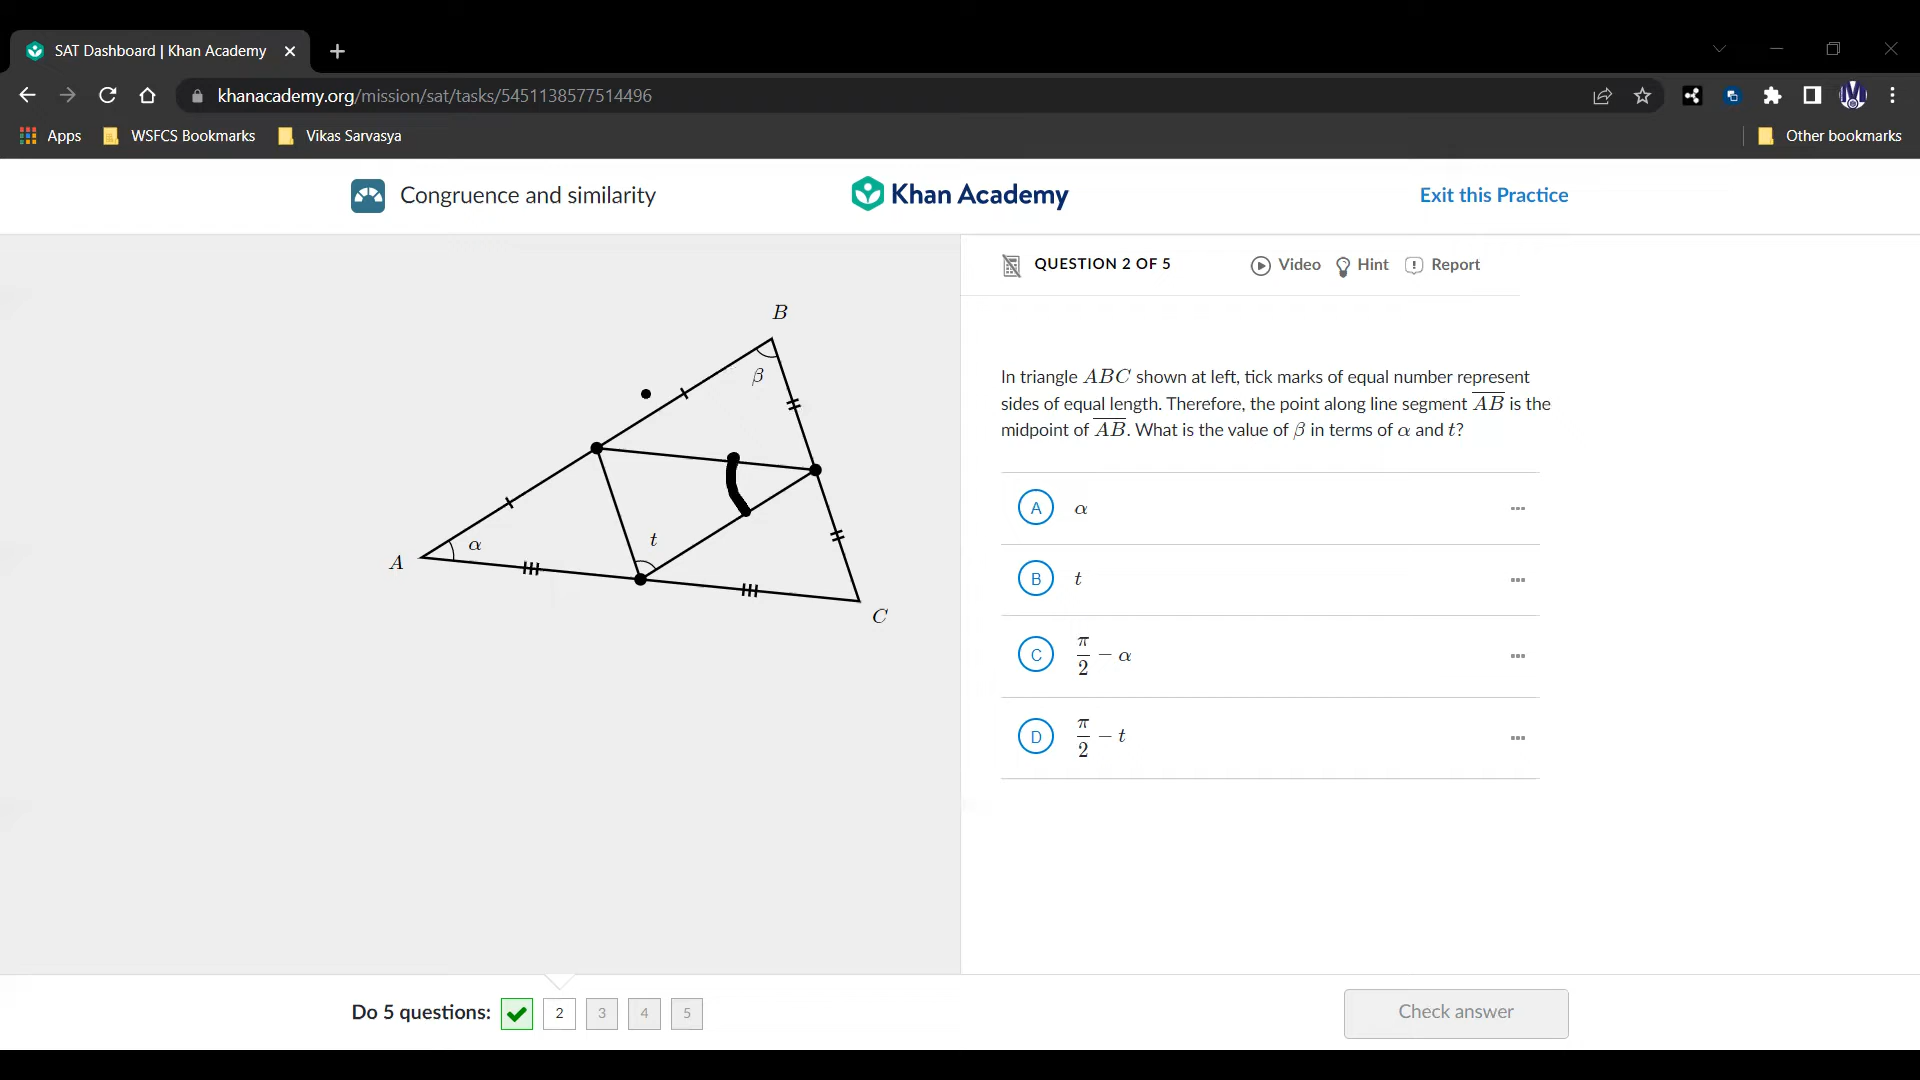 SAT Dashboard | Khan Academy
khanacademy.org/mission/sat/tasks/5451138577514496
Apps WSFCS Bookmarks Vikas Sarvasya Other bookmarks
Congruence and similarity Khan Academy Exit this Practice
QUESTION 2 OF 5 Video Hint Report
B
β
A
α
t
C
In triangle ABC shown at left, tick marks of equal number represent
sides of equal length. Therefore, the point along line segment AB is the
midpoint of AB. What is the value of β in terms of α and t?
A α
B t
C π/2 − α
D π/2 − t
Do 5 questions: 2 3 4 5 Check answer